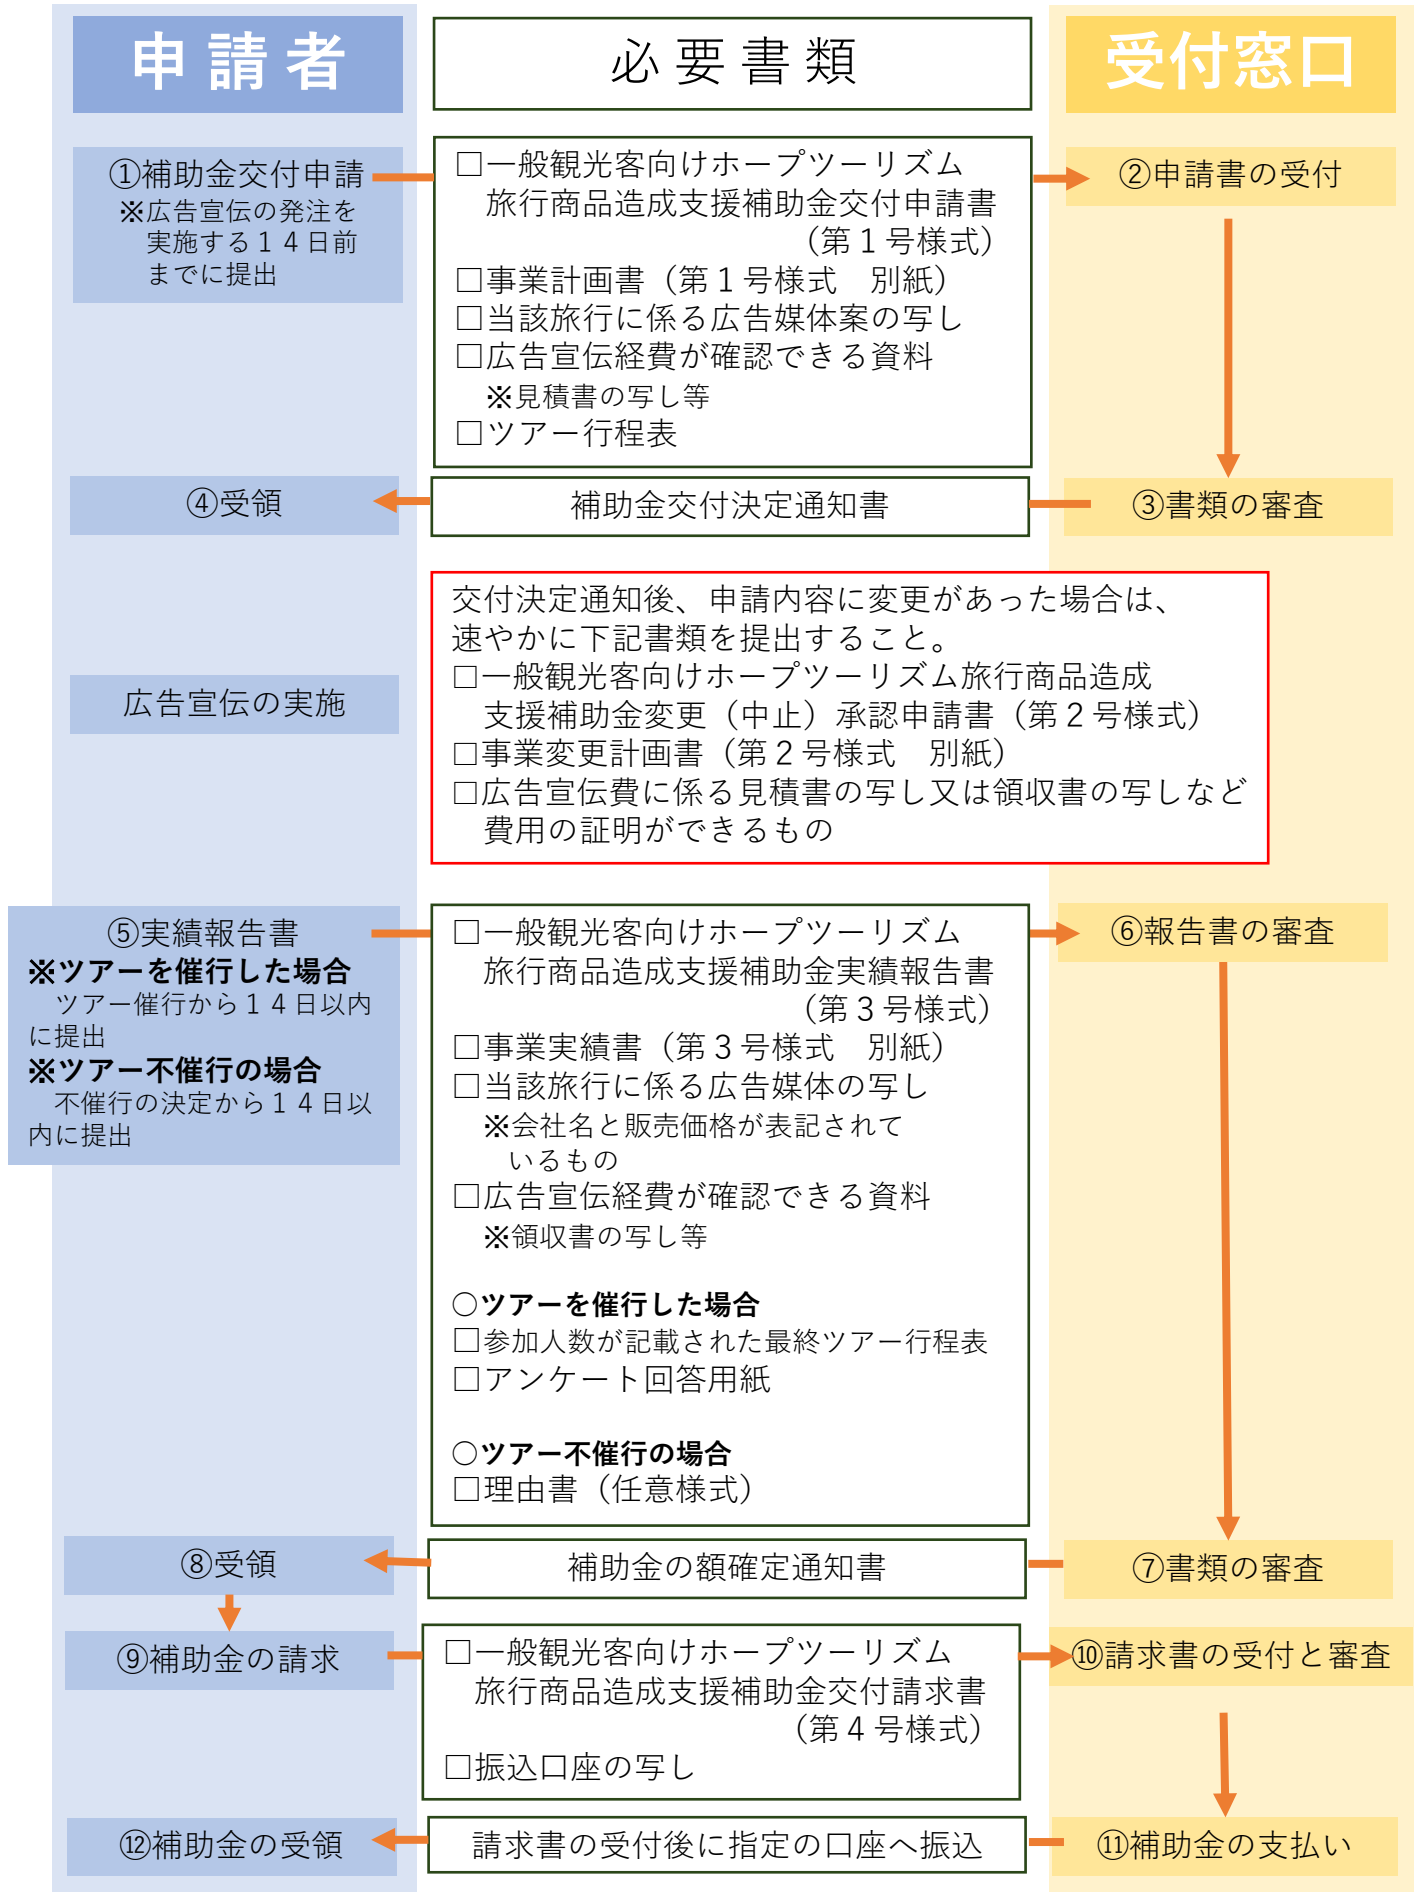 申請者
必要書類
受付窓口
①補助金交付申請
※広告宣伝の発注を
実施する１４日前
までに提出
□一般観光客向けホープツーリズム
旅行商品造成支援補助金交付申請書
（第１号様式）
□事業計画書（第１号様式　別紙）
□当該旅行に係る広告媒体案の写し
□広告宣伝経費が確認できる資料
※見積書の写し等
□ツアー行程表
②申請書の受付
④受領
補助金交付決定通知書
③書類の審査
交付決定通知後、申請内容に変更があった場合は、
速やかに下記書類を提出すること。
□一般観光客向けホープツーリズム旅行商品造成
支援補助金変更（中止）承認申請書（第２号様式）
□事業変更計画書（第２号様式　別紙）
□広告宣伝費に係る見積書の写し又は領収書の写しなど
費用の証明ができるもの
広告宣伝の実施
⑤実績報告書
※ツアーを催行した場合
ツアー催行から１４日以内
に提出
※ツアー不催行の場合
不催行の決定から１４日以
内に提出
□一般観光客向けホープツーリズム
旅行商品造成支援補助金実績報告書
（第３号様式）
□事業実績書（第３号様式　別紙）
□当該旅行に係る広告媒体の写し
※会社名と販売価格が表記されて
いるもの
□広告宣伝経費が確認できる資料
※領収書の写し等
○ツアーを催行した場合
□参加人数が記載された最終ツアー行程表
□アンケート回答用紙
○ツアー不催行の場合
□理由書（任意様式）
⑥報告書の審査
⑧受領
補助金の額確定通知書
⑦書類の審査
⑨補助金の請求
□一般観光客向けホープツーリズム
旅行商品造成支援補助金交付請求書
（第４号様式）
□振込口座の写し
⑩請求書の受付と審査
⑫補助金の受領
請求書の受付後に指定の口座へ振込
⑪補助金の支払い